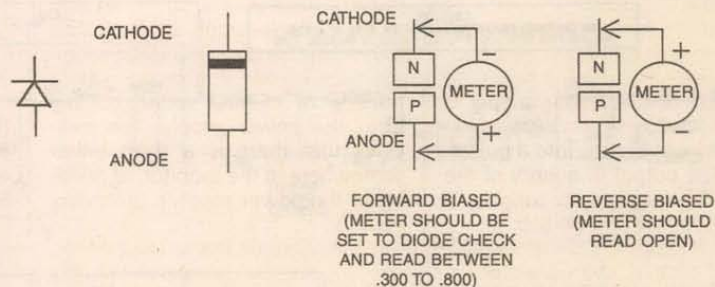 CATHODE
ANODE
CATHODE
N
P
ANODE
−
METER
+
FORWARD BIASED
(METER SHOULD BE
SET TO DIODE CHECK
AND READ BETWEEN
.300 TO .800)
N
P
+
METER
−
REVERSE BIASED
(METER SHOULD
READ OPEN)